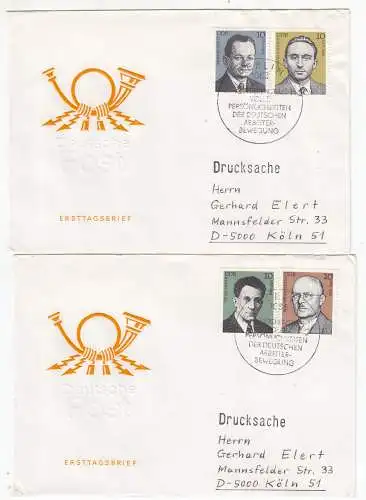 DDR 10
10
BERLIN
VOLLE
PERSÖNLICHKEITEN
DER DEUTSCHEN
ARBEITER-
BEWEGUNG
Deutsche
Post
Drucksache
Herrn
Gerhard Elert
Mannsfelder Str. 33
D-5000 Köln 51
ERSTTAGSBRIEF
10
DDR 10
PERSÖNLICHKEITEN
DER DEUTSCHEN
ARBEITER-
BEWEGUNG
Deutsche
Post
Drucksache
Herrn
Gerhard Elert
Mannsfelder Str. 33
D-5000 Köln 51
ERSTTAGSBRIEF